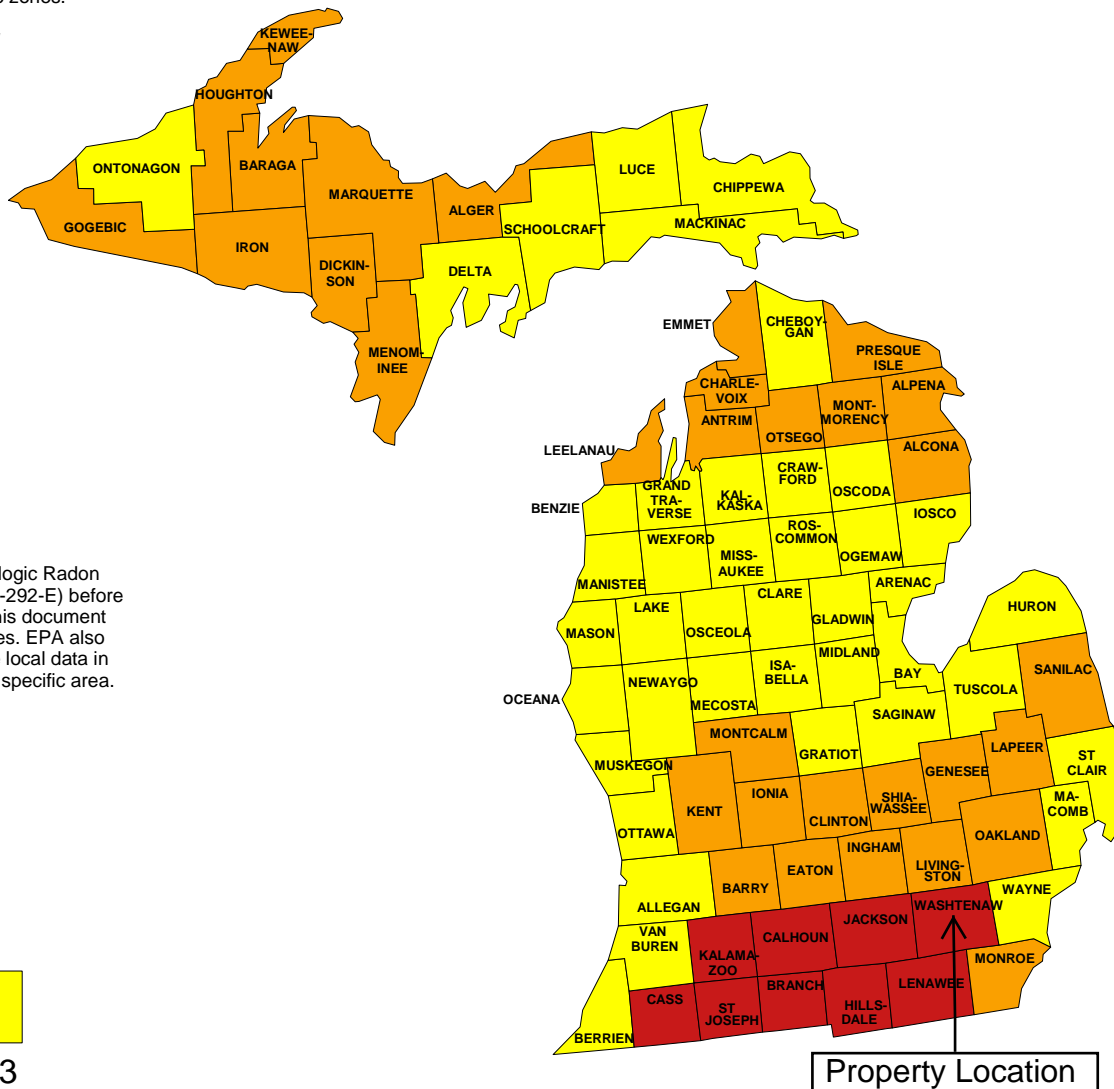 zones.
KEWEE-
NAW
HOUGHTON
ONTONAGON
BARAGA
LUCE
CHIPPEWA
MARQUETTE
ALGER
GOGEBIC
SCHOOLCRAFT
MACKINAC
IRON
DICKIN-
SON
DELTA
EMMET
CHEBOY-
GAN
MENOM-
INEE
PRESQUE
ISLE
CHARLE-
VOIX
ALPENA
ANTRIM
OTSEGO
MONT-
MORENCY
LEELANAU
ALCONA
GRAND
TRA-
VERSE
KAL-
KASKA
CRAW-
FORD
OSCODA
BENZIE
IOSCO
WEXFORD
MISS-
AUKEE
ROS-
COMMON
OGEMAW
logic Radon
-292-E) before
his document
es. EPA also
local data in
specific area.
MANISTEE
ARENAC
LAKE
CLARE
HURON
MASON
OSCEOLA
GLADWIN
MIDLAND
ISA-
BELLA
BAY
SANILAC
OCEANA
NEWAYGO
MECOSTA
TUSCOLA
SAGINAW
MONTCALM
GRATIOT
MUSKEGON
GENESEE
LAPEER
ST
CLAIR
KENT
IONIA
CLINTON
SHIA-
WASSEE
MA-
COMB
OTTAWA
OAKLAND
INGHAM
EATON
LIVING-
STON
BARRY
ALLEGAN
WAYNE
WASHTENAW
JACKSON
VAN
BUREN
CALHOUN
KALAMA-
ZOO
MONROE
BRANCH
LENAWEE
CASS
ST
JOSEPH
HILLS-
DALE
BERRIEN
3
Property Location